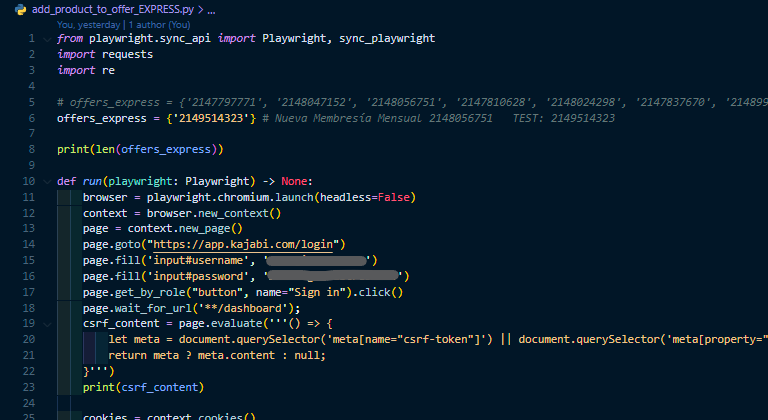 add_product_to_offer_EXPRESS.py > ...
You, yesterday | 1 author (You)
1 from playwright.sync_api import Playwright, sync_playwright
2 import requests
3 import re
4
5 # offers_express = {'2147797771', '2148047152', '2148056751', '2147810628', '2148024298', '2147837670', '214899
6 offers_express = {'2149514323'} # Nueva Membresía Mensual 2148056751 TEST: 2149514323
7
8 print(len(offers_express))
9
10 def run(playwright: Playwright) -> None:
11 browser = playwright.chromium.launch(headless=False)
12 context = browser.new_context()
13 page = context.new_page()
14 page.goto("https://app.kajabi.com/login")
15 page.fill('input#username', '')
16 page.fill('input#password', '')
17 page.get_by_role("button", name="Sign in").click()
18 page.wait_for_url('**/dashboard');
19 csrf_content = page.evaluate('''() => {
20 let meta = document.querySelector('meta[name="csrf-token"]') || document.querySelector('meta[property="
21 return meta ? meta.content : null;
22 }''')
23 print(csrf_content)
24
25 cookies = context.cookies()